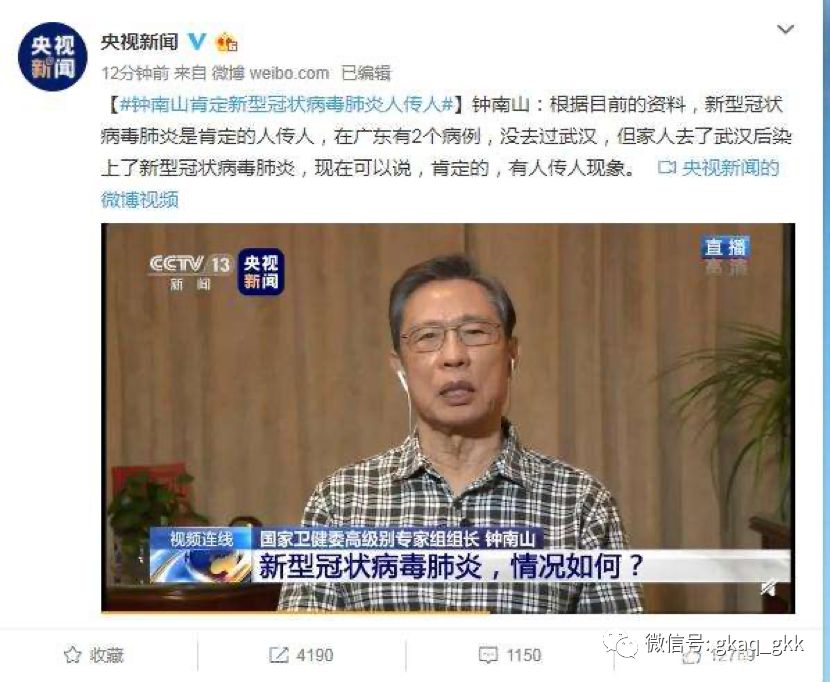 央视新闻
央视
新闻
12分钟前 来自 微博 weibo.com 已编辑
【#钟南山肯定新型冠状病毒肺炎人传人#】钟南山：根据目前的资料，新型冠状
病毒肺炎是肯定的人传人，在广东有2个病例，没去过武汉，但家人去了武汉后染
上了新型冠状病毒肺炎，现在可以说，肯定的，有人传人现象。 央视新闻的
微博视频
CCTV 13
新闻
央视
新闻
直播
高清
视频连线
国家卫健委高级别专家组组长 钟南山
新型冠状病毒肺炎，情况如何？
收藏
4190
1150
微信号: gkaq_gkk